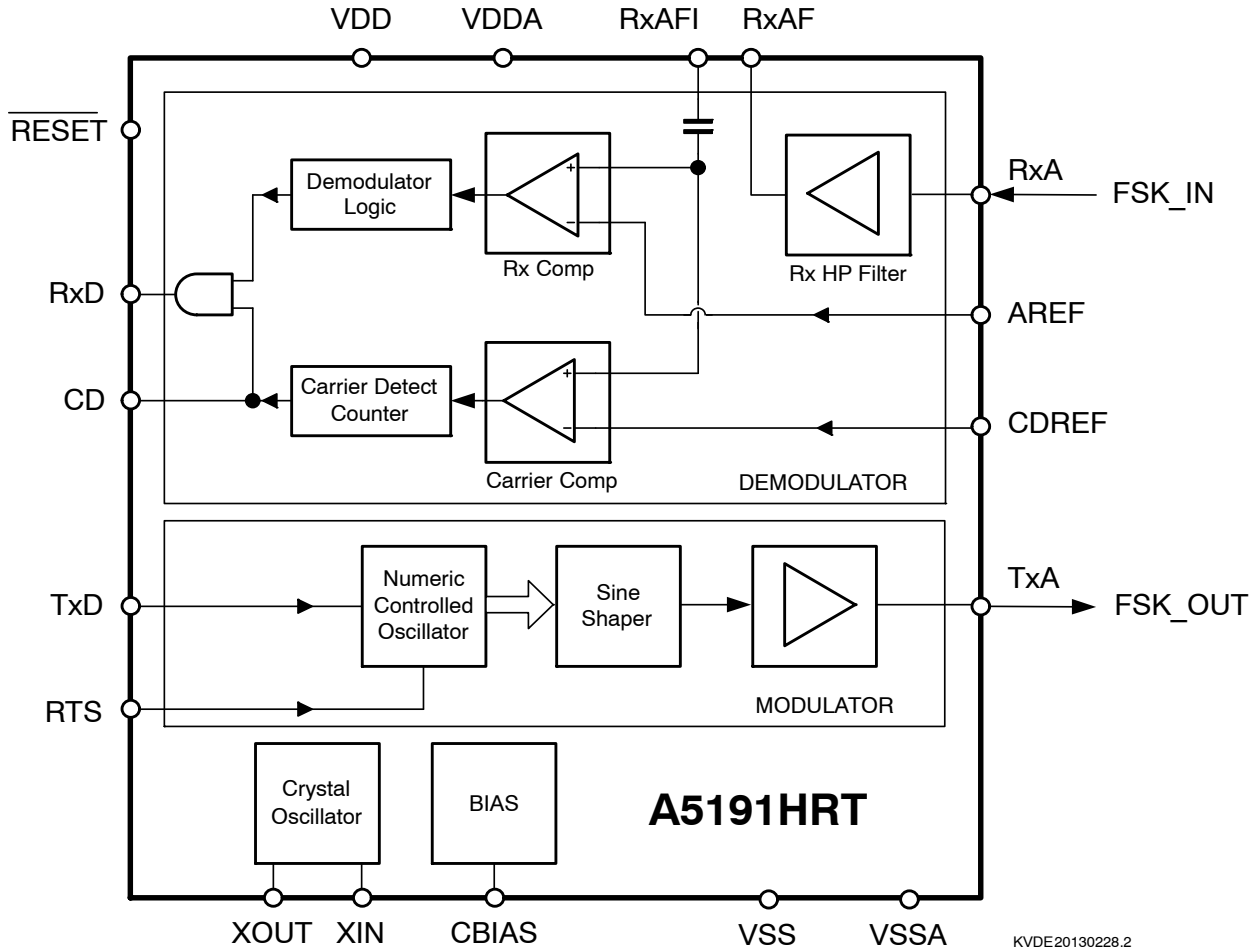 VDD
VDDA
RxAFI
RxAF
RESET
Demodulator
Logic
+
−
Rx Comp
Rx HP Filter
RxA
FSK_IN
RxD
AREF
CD
Carrier Detect
Counter
+
−
Carrier Comp
CDREF
DEMODULATOR
TxD
Numeric
Controlled
Oscillator
Sine
Shaper
TxA
FSK_OUT
RTS
MODULATOR
Crystal
Oscillator
BIAS
A5191HRT
XOUT
XIN
CBIAS
VSS
VSSA
KVDE20130228.2